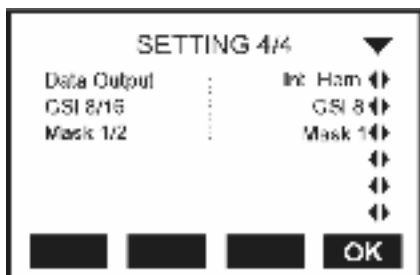 SETTING 4/4
Data Output : Int Ham
GSI 8/16 : GSI 8
Mask 1/2 : Mask 1
OK